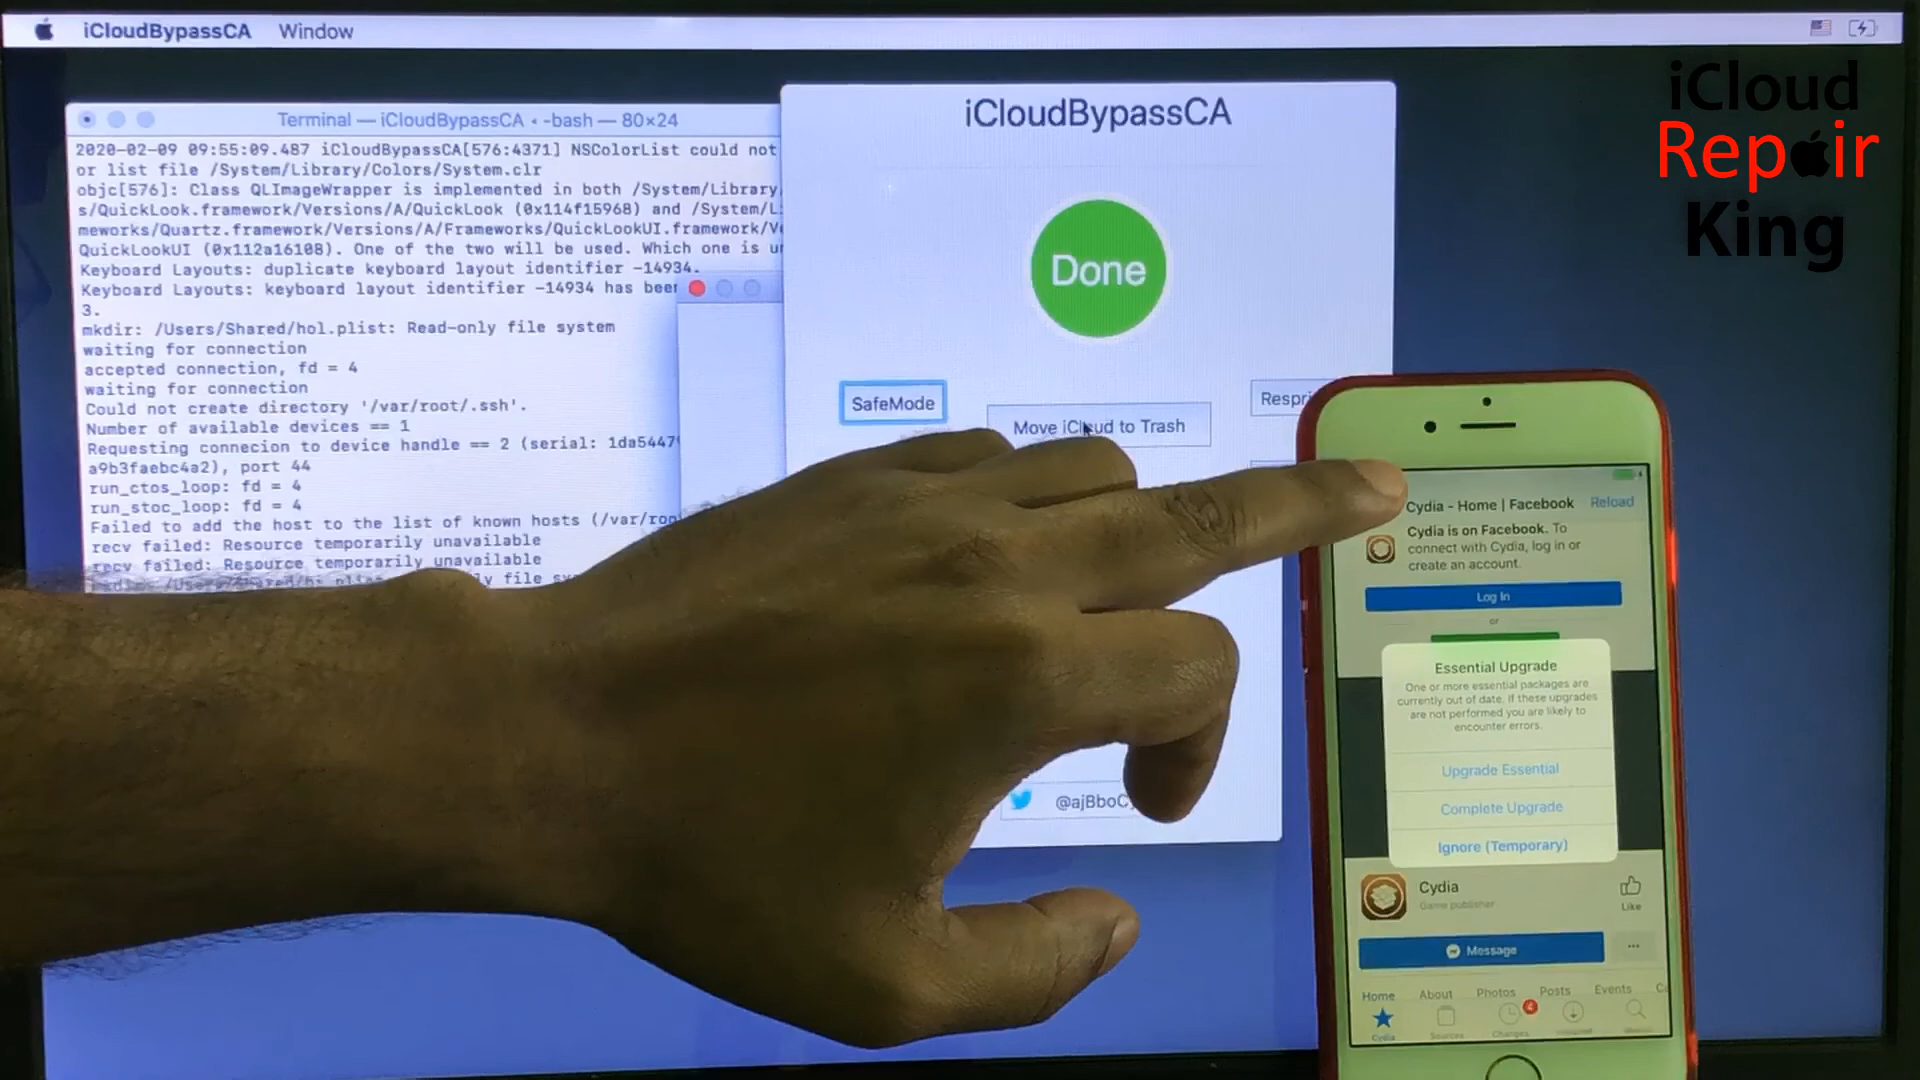 iCloudBypassCA Window
iCloud
Repair
King
Terminal — iCloudBypassCA ◂ -bash — 80×24
2020-02-09 09:55:09.487 iCloudBypassCA[576:4371] NSColorList could not
or list file /System/Library/Colors/System.clr
objc[576]: Class QLImageWrapper is implemented in both /System/Library
s/QuickLook.framework/Versions/A/QuickLook (0x114f15968) and /System/L
meworks/Quartz.framework/Versions/A/Frameworks/QuickLookUI.framework/V
QuickLookUI (0x112a16108). One of the two will be used. Which one is
Keyboard Layouts: duplicate keyboard layout identifier -14934.
Keyboard Layouts: keyboard layout identifier -14934 has been
3.
mkdir: /Users/Shared/hol.plist: Read-only file system
waiting for connection
accepted connection, fd = 4
waiting for connection
Could not create directory '/var/root/.ssh'.
Number of available devices == 1
Requesting connecion to device handle == 2 (serial: 1da5447
a9b3faebc4a2), port 44
run_ctos_loop: fd = 4
run_stoc_loop: fd = 4
Failed to add the host to the list of known hosts (/var/roo
recv failed: Resource temporarily unavailable
recv failed: Resource temporarily unavailable
iCloudBypassCA
Done
SafeMode
Move iCloud to Trash
Respri
@ajBboC
Cydia - Home | Facebook Reload
Cydia is on Facebook. To
connect with Cydia, log in or
create an account.
Log In
or
Essential Upgrade
One or more essential packages are
currently out of date. If these upgrades
are not performed you are likely to
encounter errors.
Upgrade Essential
Complete Upgrade
Ignore (Temporary)
Cydia
Game publisher
Like
Message
Home About Photos Posts Events
4
Cydia Sources Changes